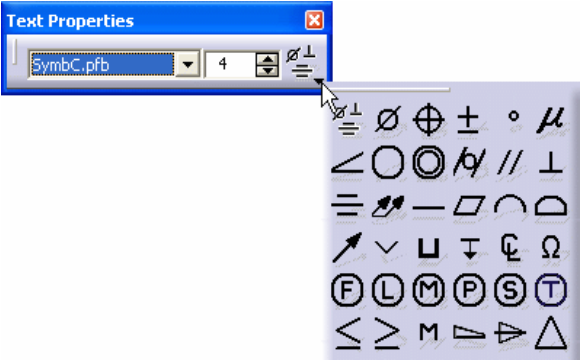 Text Properties
SymbC.pfb 4
Ø ⊕ ± ° μ
∠ ○ ◎ ⌭ // ⊥
⌯ ⌰ — ▱ ⌒ ⌓
↗ ⌵ ⊔ ↧ ℄ Ω
Ⓕ Ⓛ Ⓜ Ⓟ Ⓢ Ⓣ
≤ ≥ M ⌳ △